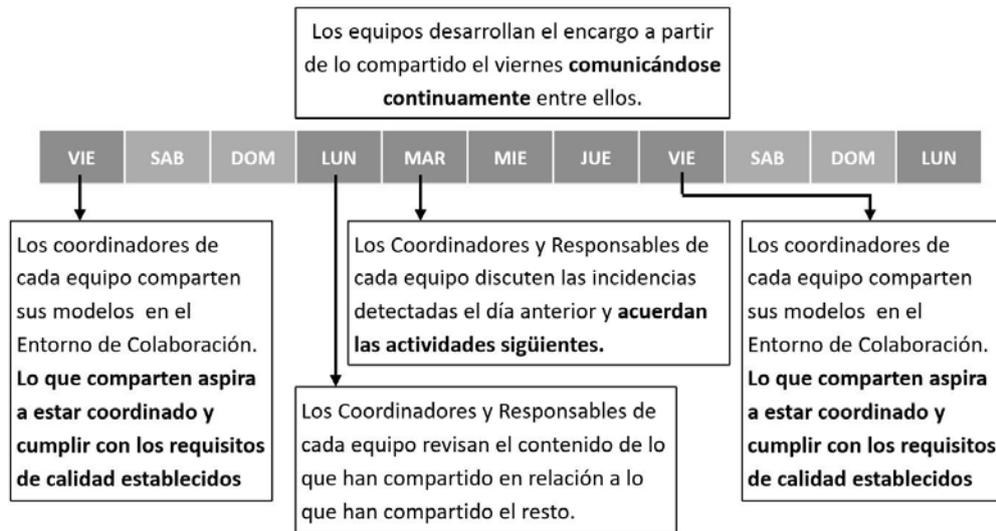 Los equipos desarrollan el encargo a partir
de lo compartido el viernes comunicándose
continuamente entre ellos.
VIE SAB DOM LUN MAR MIE JUE VIE SAB DOM LUN
Los coordinadores de
cada equipo comparten
sus modelos en el
Entorno de Colaboración.
Lo que comparten aspira
a estar coordinado y
cumplir con los requisitos
de calidad establecidos
Los Coordinadores y Responsables de
cada equipo discuten las incidencias
detectadas el día anterior y acuerdan
las actividades sigüientes.
Los Coordinadores y Responsables de
cada equipo revisan el contenido de lo
que han compartido en relación a lo
que han compartido el resto.
Los coordinadores de
cada equipo comparten
sus modelos en el
Entorno de Colaboración.
Lo que comparten aspira
a estar coordinado y
cumplir con los requisitos
de calidad establecidos